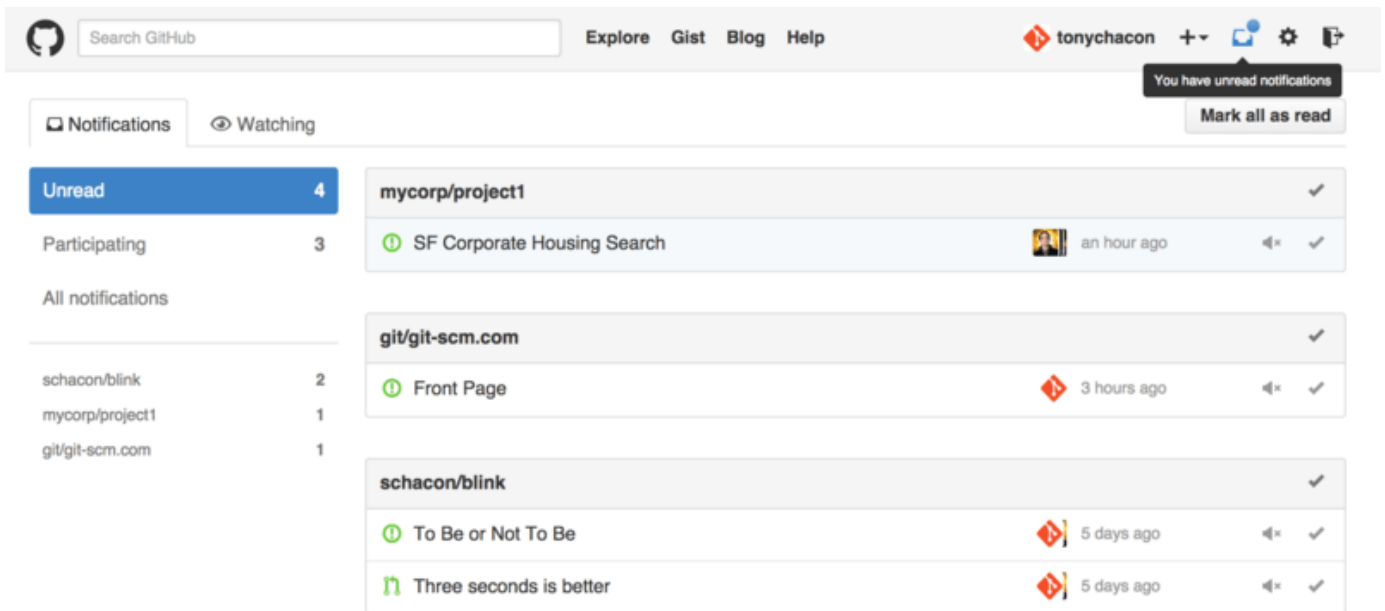 Search GitHub Explore Gist Blog Help tonychacon
You have unread notifications
Notifications Watching Mark all as read
Unread 4
Participating 3
All notifications
schacon/blink 2
mycorp/project1 1
git/git-scm.com 1
mycorp/project1
SF Corporate Housing Search an hour ago
git/git-scm.com
Front Page 3 hours ago
schacon/blink
To Be or Not To Be 5 days ago
Three seconds is better 5 days ago